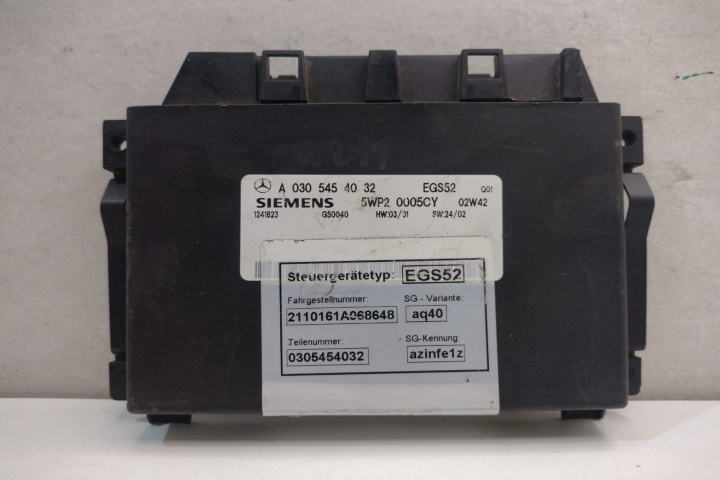 A 030 545 40 32 EGS52 Q01
SIEMENS 5WP2 0005CY 02W42
1241823 GS0040 HW:03/01 SW:24/02
Steuergerätetyp: EGS52
Fahrgestellnummer: SG - Variante:
2110161A068648 aq40
Teilenummer: SG-Kennung:
0305454032 azinfe1z